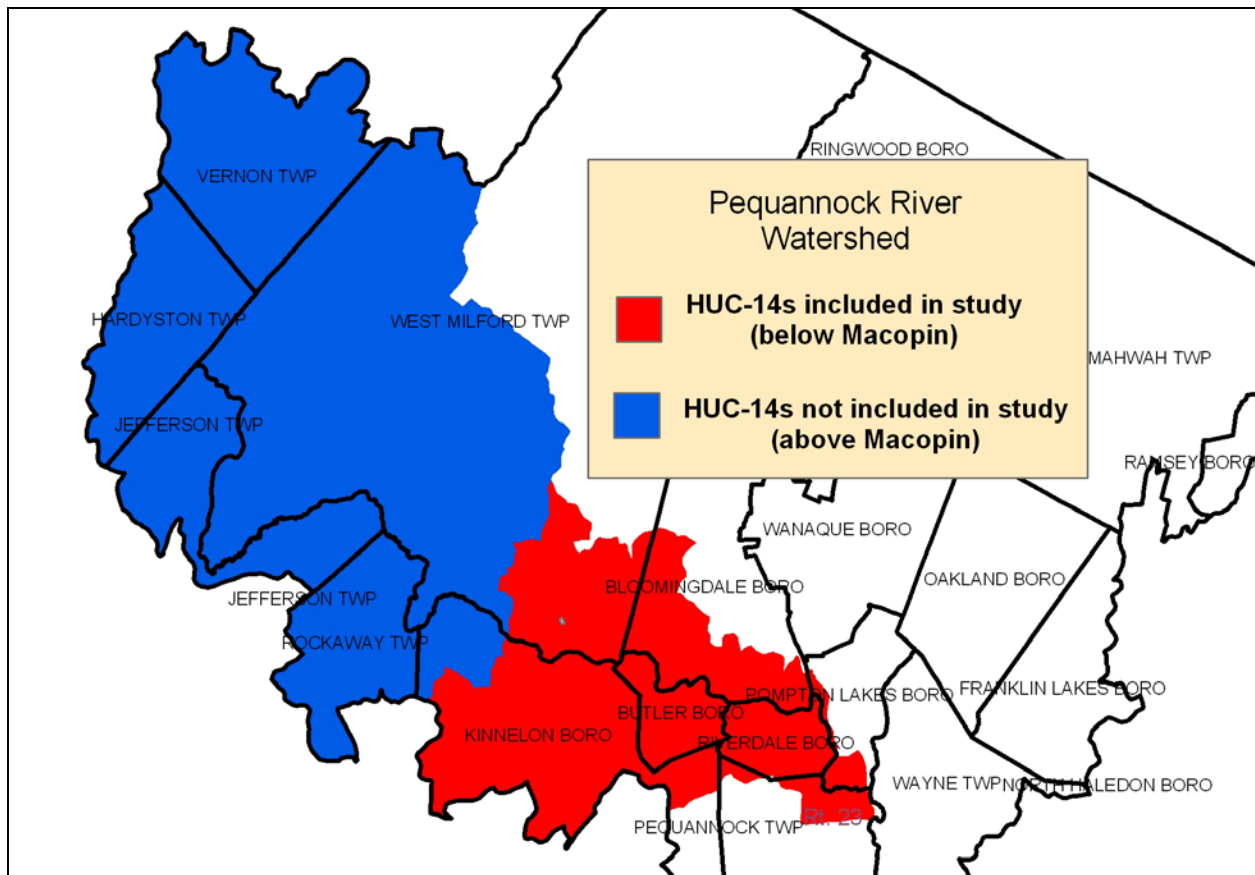 RINGWOOD BORO
VERNON TWP
Pequannock River
Watershed
HUC-14s included in study
(below Macopin)
HARDYSTON TWP
WEST MILFORD TWP
MAHWAH TWP
HUC-14s not included in study
(above Macopin)
JEFFERSON TWP
RAMSEY BORO
WANAQUE BORO
BLOOMINGDALE BORO
OAKLAND BORO
JEFFERSON TWP
ROCKAWAY TWP
POMPTON LAKES BORO
FRANKLIN LAKES BORO
BUTLER BORO
KINNELON BORO
RIVERDALE BORO
WAYNE TWP
NORTH HALEDON BORO
PEQUANNOCK TWP
Rt. 23